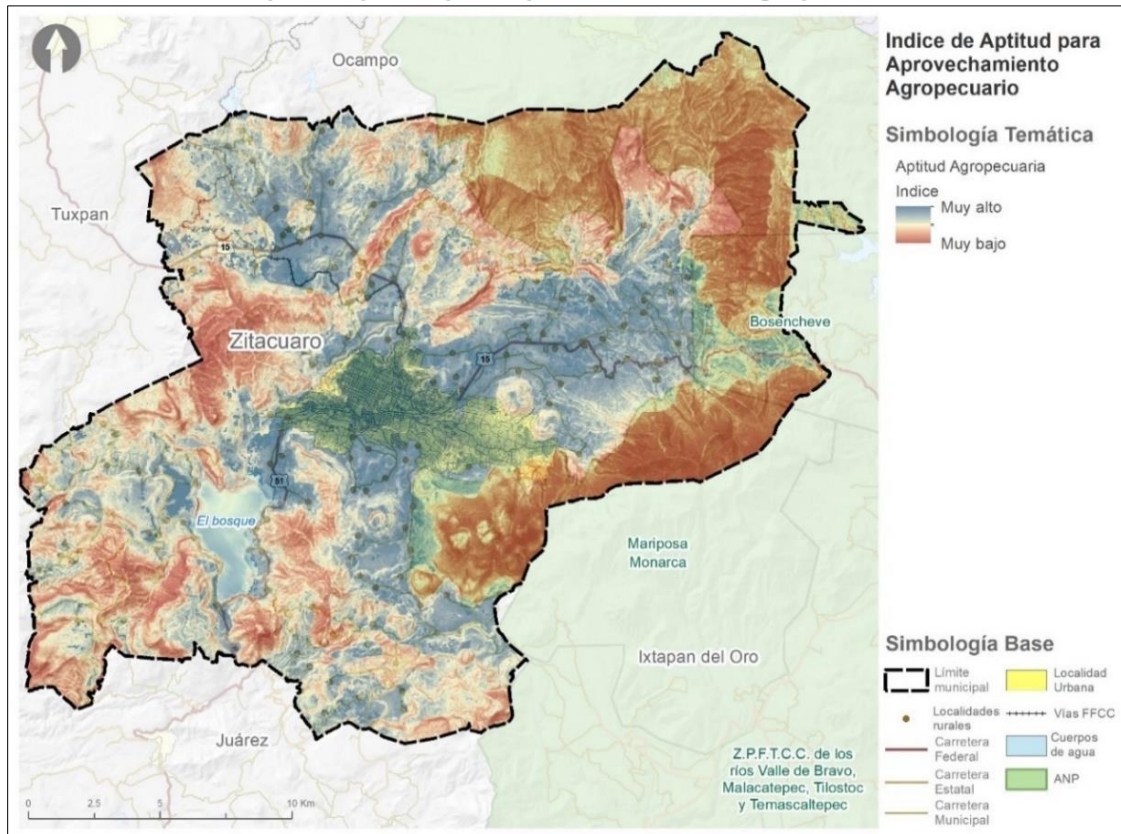 Indice de Aptitud para
Aprovechamiento
Agropecuario
Simbología Temática
Aptitud Agropecuaria
Indice
Muy alto
Muy bajo
Ocampo
Tuxpan
15
Zitacuaro
15
Bosencheve
51
El bosque
Mariposa
Monarca
Ixtapan del Oro
Juárez
Z.P.F.T.C.C. de los
ríos Valle de Bravo,
Malacatepec, Tilostoc
y Temascaltepec
0 2.5 5 10 Km
Simbología Base
Límite
municipal
Localidades
rurales
Carretera
Federal
Carretera
Estatal
Carretera
Municipal
Localidad
Urbana
Vías FFCC
Cuerpos
de agua
ANP